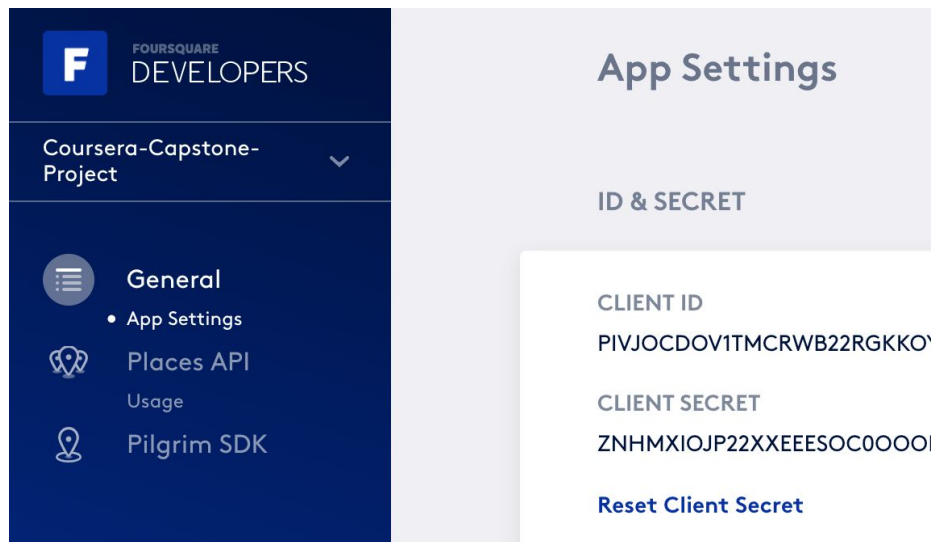 F
FOURSQUARE
DEVELOPERS
Coursera-Capstone-
Project
General
App Settings
Places API
Usage
Pilgrim SDK
App Settings
ID & SECRET
CLIENT ID
PIVJOCDOV1TMCRWB22RGKKOY
CLIENT SECRET
ZNHMXIOJP22XXEEESOC0OOO
Reset Client Secret